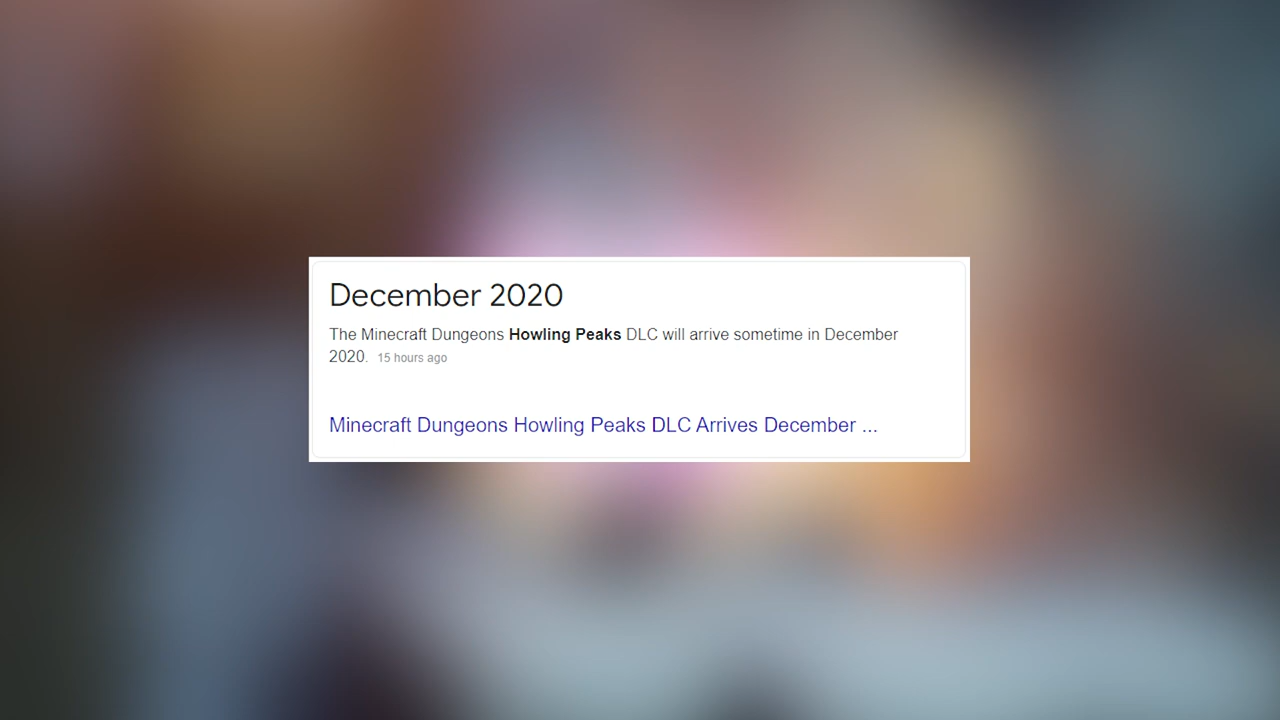 December 2020
The Minecraft Dungeons Howling Peaks DLC will arrive sometime in December
2020. 15 hours ago
Minecraft Dungeons Howling Peaks DLC Arrives December ...